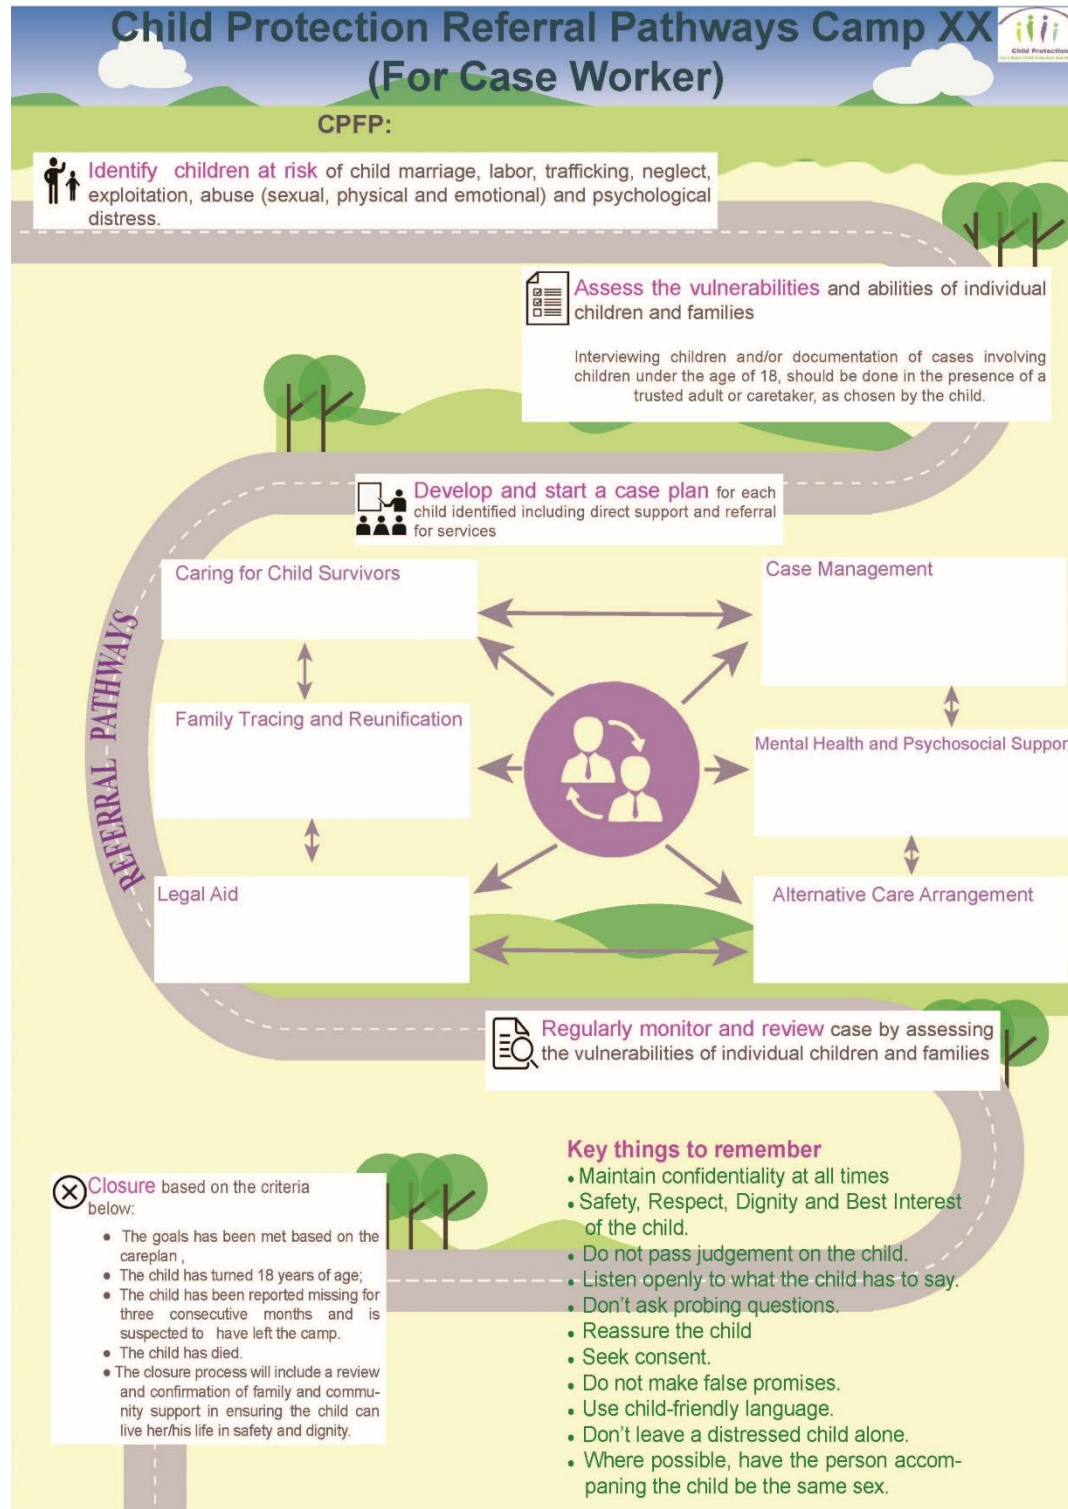 Child Protection Referral Pathways Camp XX
(For Case Worker)
Child Protection
CPFP:
Identify children at risk of child marriage, labor, trafficking, neglect,
exploitation, abuse (sexual, physical and emotional) and psychological
distress.
Assess the vulnerabilities and abilities of individual
children and families
Interviewing children and/or documentation of cases involving
children under the age of 18, should be done in the presence of a
trusted adult or caretaker, as chosen by the child.
Develop and start a case plan for each
child identified including direct support and referral
for services
REFERRAL PATHWAYS
Caring for Child Survivors
Case Management
Family Tracing and Reunification
Mental Health and Psychosocial Suppor
Legal Aid
Alternative Care Arrangement
Regularly monitor and review case by assessing
the vulnerabilities of individual children and families
Closure based on the criteria
below:
• The goals has been met based on the
careplan ,
• The child has turned 18 years of age;
• The child has been reported missing for
three consecutive months and is
suspected to have left the camp.
• The child has died.
• The closure process will include a review
and confirmation of family and commu-
nity support in ensuring the child can
live her/his life in safety and dignity.
Key things to remember
• Maintain confidentiality at all times
• Safety, Respect, Dignity and Best Interest
of the child.
• Do not pass judgement on the child.
• Listen openly to what the child has to say.
• Don't ask probing questions.
• Reassure the child
• Seek consent.
• Do not make false promises.
• Use child-friendly language.
• Don't leave a distressed child alone.
• Where possible, have the person accom-
paning the child be the same sex.